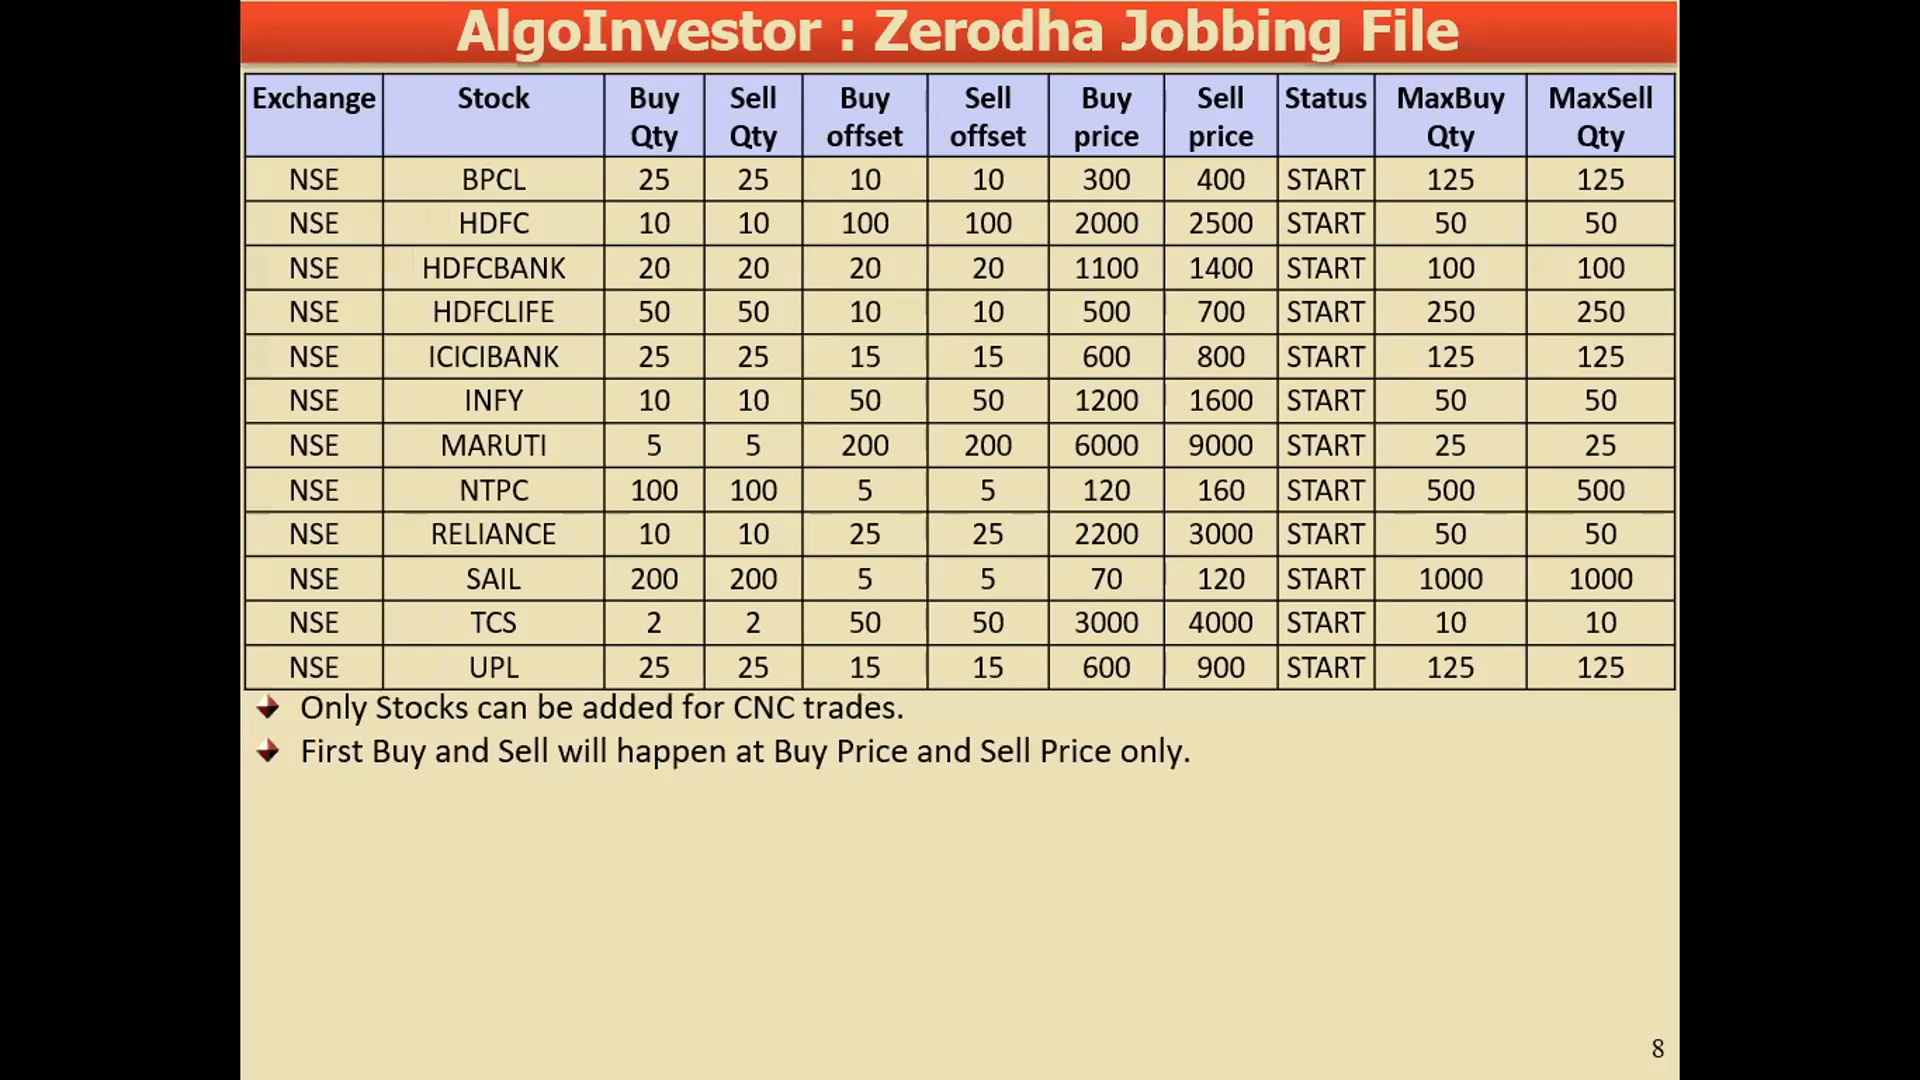 AlgoInvestor : Zerodha Jobbing File
Exchange Stock Buy Qty Sell Qty Buy offset Sell offset Buy price Sell price Status MaxBuy Qty MaxSell Qty
NSE BPCL 25 25 10 10 300 400 START 125 125
NSE HDFC 10 10 100 100 2000 2500 START 50 50
NSE HDFCBANK 20 20 20 20 1100 1400 START 100 100
NSE HDFCLIFE 50 50 10 10 500 700 START 250 250
NSE ICICIBANK 25 25 15 15 600 800 START 125 125
NSE INFY 10 10 50 50 1200 1600 START 50 50
NSE MARUTI 5 5 200 200 6000 9000 START 25 25
NSE NTPC 100 100 5 5 120 160 START 500 500
NSE RELIANCE 10 10 25 25 2200 3000 START 50 50
NSE SAIL 200 200 5 5 70 120 START 1000 1000
NSE TCS 2 2 50 50 3000 4000 START 10 10
NSE UPL 25 25 15 15 600 900 START 125 125
Only Stocks can be added for CNC trades.
First Buy and Sell will happen at Buy Price and Sell Price only.
8